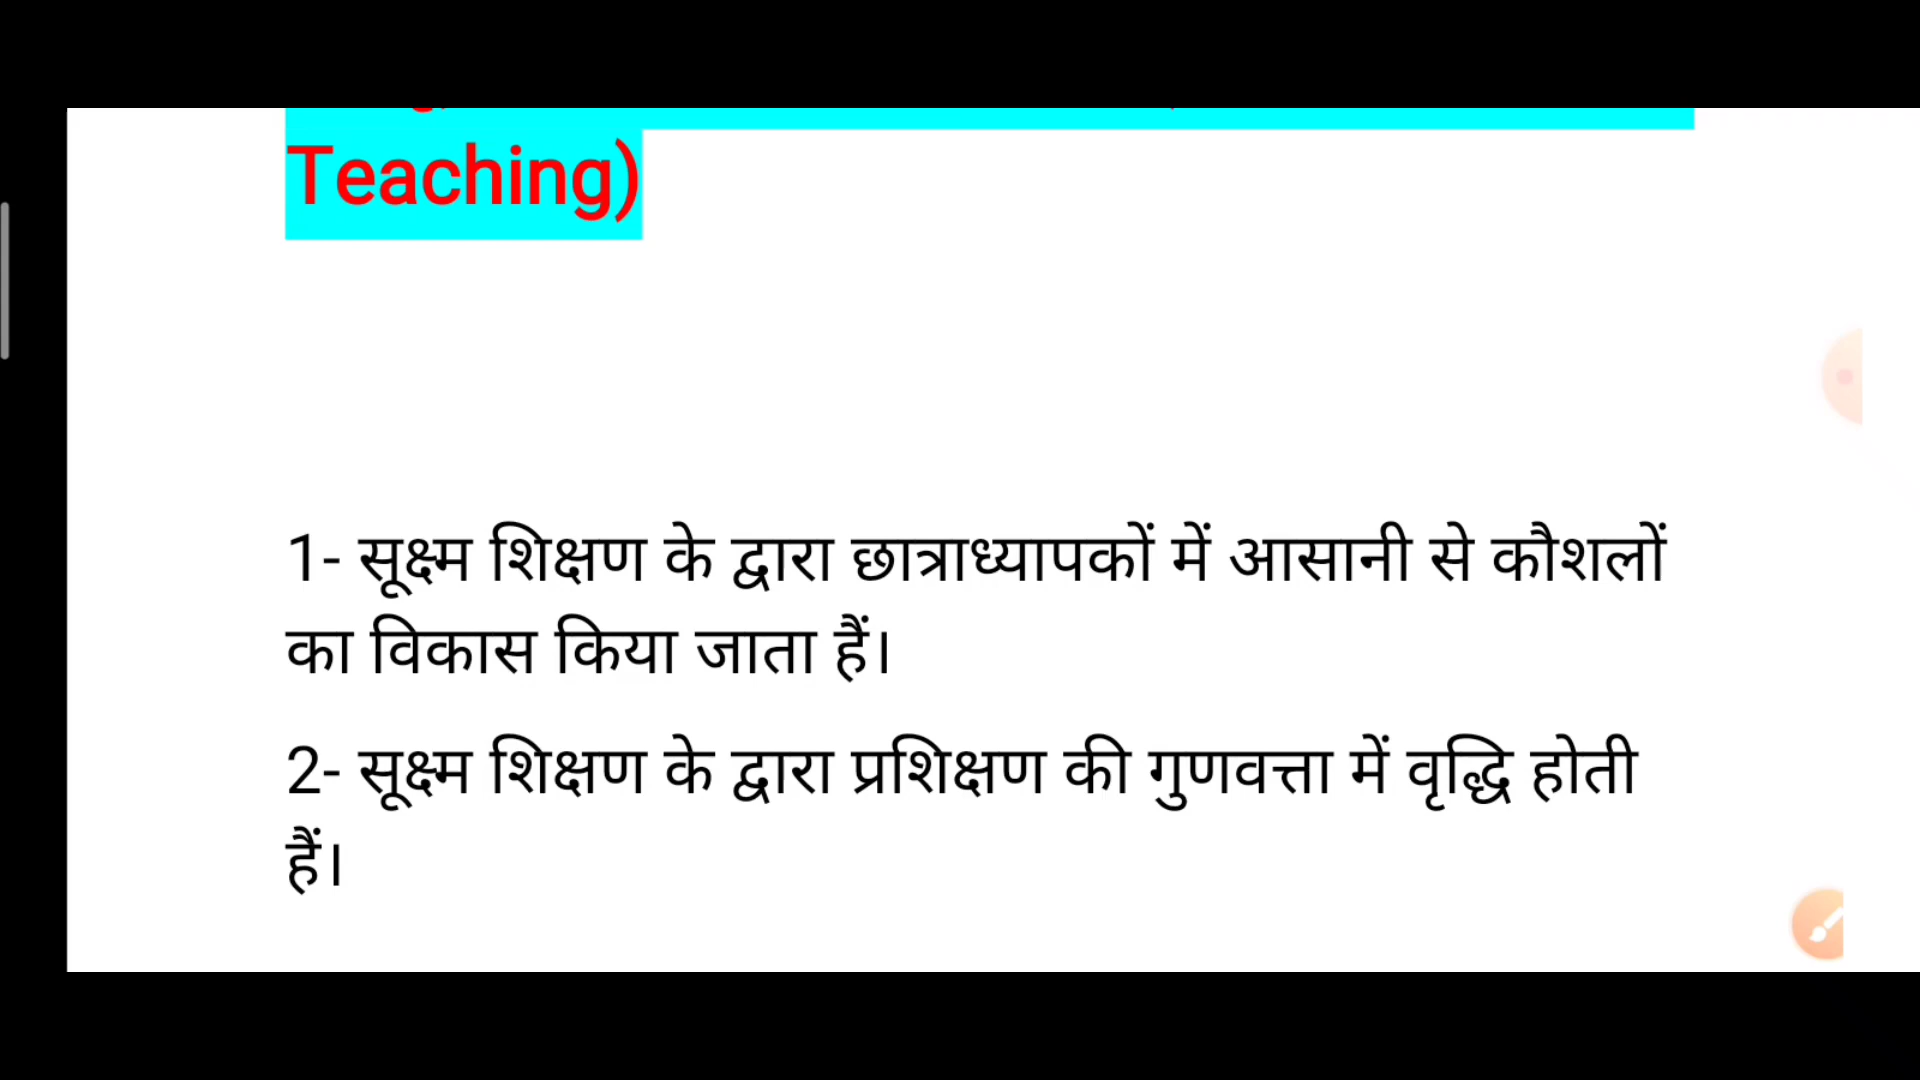 Teaching)
1- सूक्ष्म शिक्षण के द्वारा छात्राध्यापकों में आसानी से कौशलों
का विकास किया जाता हैं।
2- सूक्ष्म शिक्षण के द्वारा प्रशिक्षण की गुणवत्ता में वृद्धि होती
हैं।